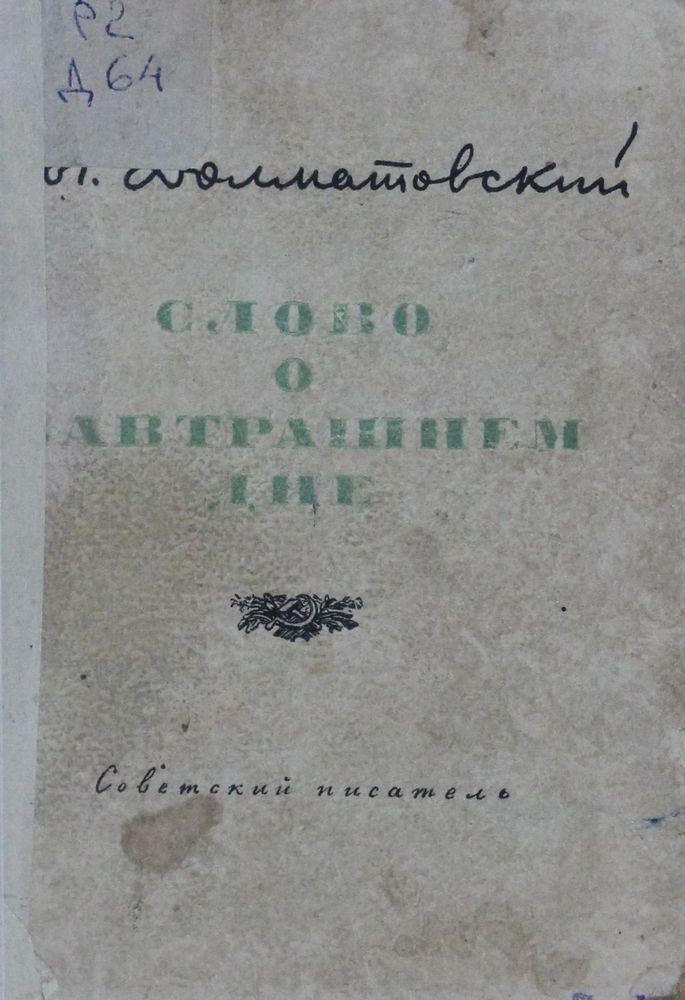 Р2
Д64
Долматовский
СЛОВО
О
АВТРАШНЕМ
ДНЕ
Советский писатель